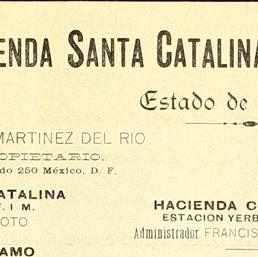 ENDA SANTA CATALINA
Estado de
MARTINEZ DEL RIO
OPIETARIO.
do 250 México, D. F.
ATALINA
F. I M.
OTO
AMO
HACIENDA C
ESTACION YERB
Administrador FRANCIS